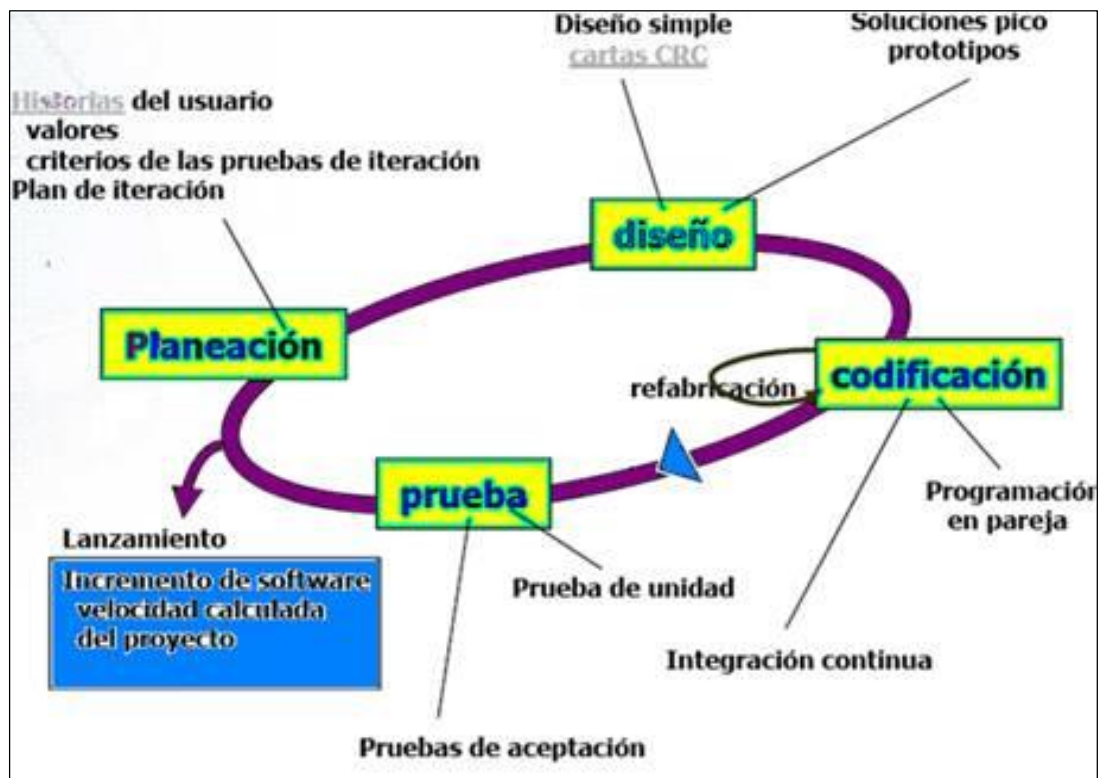 Diseño simple
cartas CRC
Soluciones pico
prototipos
Historias del usuario
valores
criterios de las pruebas de iteración
Plan de iteración
diseño
Planeación
refabricación
codificación
prueba
Programación
en pareja
Lanzamiento
Incremento de software
velocidad calculada
del proyecto
Prueba de unidad
Integración continua
Pruebas de aceptación